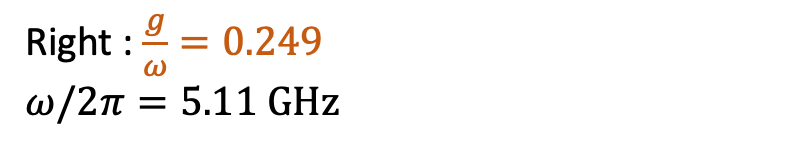 Right : g/ω = 0.249
ω/2π = 5.11 GHz